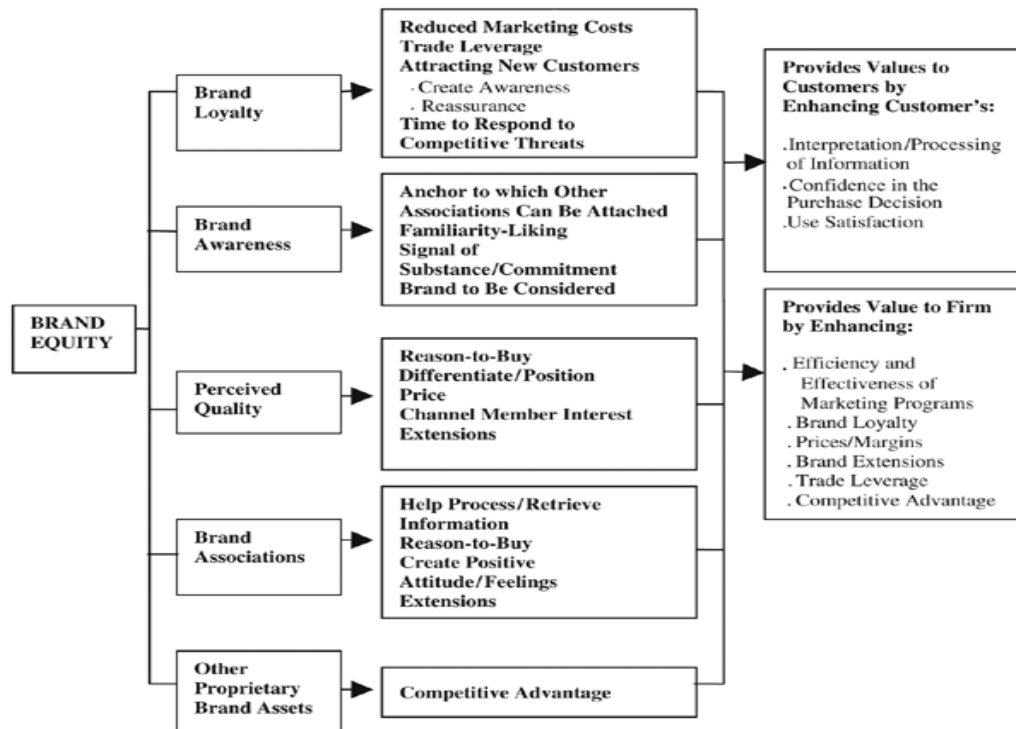 BRAND
EQUITY
Brand
Loyalty
Reduced Marketing Costs
Trade Leverage
Attracting New Customers
· Create Awareness
· Reassurance
Time to Respond to
Competitive Threats
Brand
Awareness
Anchor to which Other
Associations Can Be Attached
Familiarity-Liking
Signal of
Substance/Commitment
Brand to Be Considered
Perceived
Quality
Reason-to-Buy
Differentiate/Position
Price
Channel Member Interest
Extensions
Brand
Associations
Help Process/Retrieve
Information
Reason-to-Buy
Create Positive
Attitude/Feelings
Extensions
Other
Proprietary
Brand Assets
Competitive Advantage
Provides Values to
Customers by
Enhancing Customer's:
.Interpretation/Processing
of Information
.Confidence in the
Purchase Decision
.Use Satisfaction
Provides Value to Firm
by Enhancing:
. Efficiency and
Effectiveness of
Marketing Programs
. Brand Loyalty
. Prices/Margins
. Brand Extensions
. Trade Leverage
. Competitive Advantage